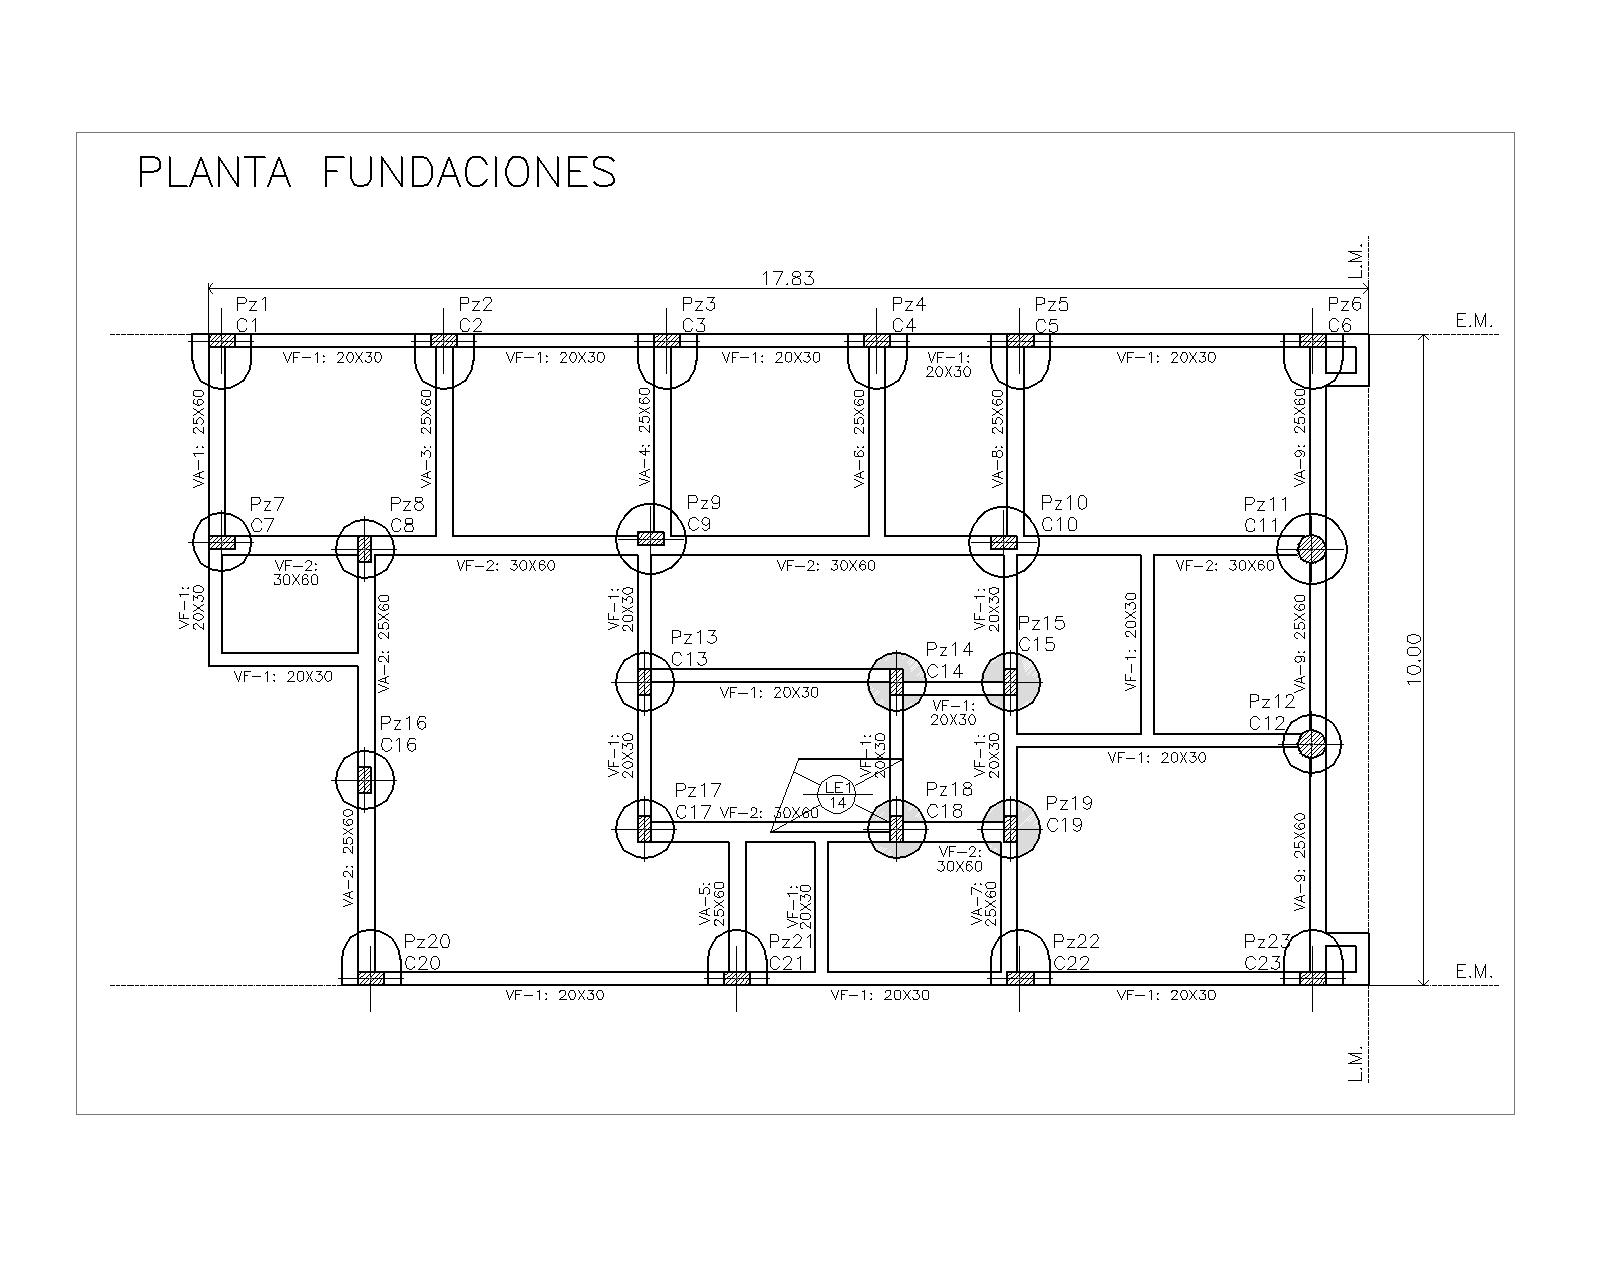 PLANTA FUNDACIONES
L.M.
17.83
Pz1
C1
Pz2
C2
Pz3
C3
Pz4
C4
Pz5
C5
Pz6
C6
E.M.
VF-1: 20X30
VF-1: 20X30
VF-1: 20X30
VF-1:
20X30
VF-1: 20X30
VA-1: 25X60
VA-3: 25X60
VA-4: 25X60
VA-6: 25X60
VA-8: 25X60
VA-9: 25X60
Pz7
C7
Pz8
C8
Pz9
C9
Pz10
C10
Pz11
C11
VF-2:
30X60
VF-2: 30X60
VF-2: 30X60
VF-2: 30X60
VF-1:
20X30
VA-2: 25X60
VF-1:
20X30
VF-1:
20X30
VF-1: 20X30
VA-9: 25X60
10.00
Pz13
C13
Pz14
C14
Pz15
C15
VF-1: 20X30
VF-1: 20X30
VF-1:
20X30
Pz12
C12
Pz16
C16
VF-1:
20X30
VF-1:
20X30
VF-1:
20X30
VF-1: 20X30
LE1
14
Pz17
C17
VF-2: 30X60
Pz18
C18
Pz19
C19
VA-2: 25X60
VF-2:
30X60
VA-5:
25X60
VF-1:
20X30
VA-7:
25X60
VA-9: 25X60
Pz20
C20
Pz21
C21
Pz22
C22
Pz23
C23
E.M.
VF-1: 20X30
VF-1: 20X30
VF-1: 20X30
L.M.